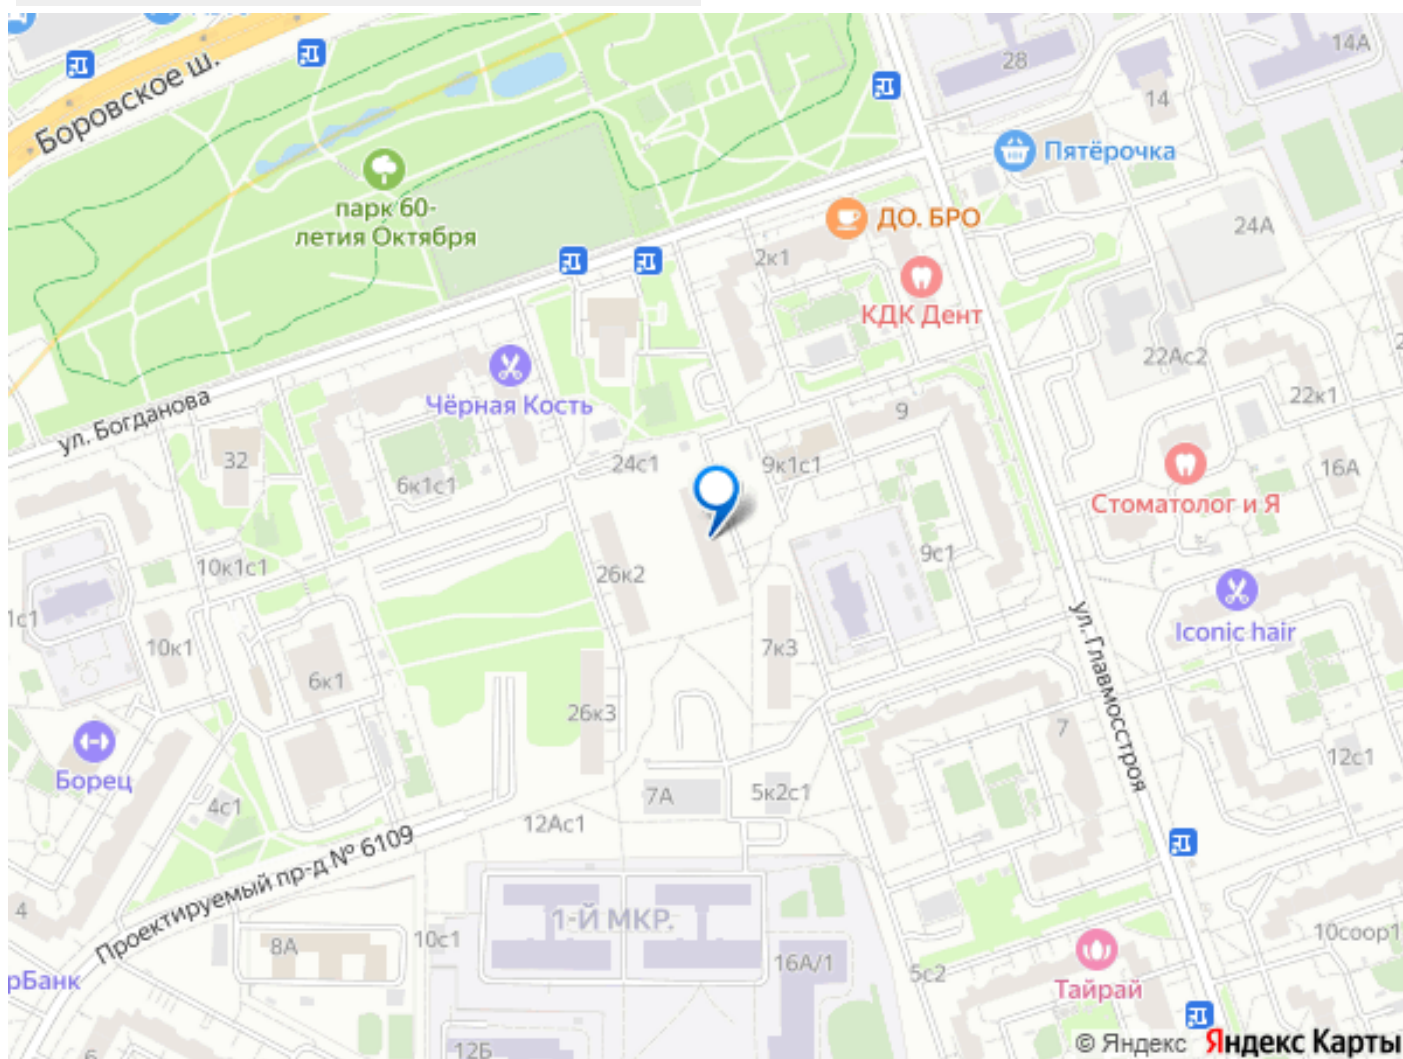 Боровское ш.
28
14А
14
Пятёрочка
парк 60-
летия Октября
ДО. БРО
24А
2к1
КДК Дент
22Ас2
Чёрная Кость
ул. Богданова
22к1
9
32
24с1
9к1с1
16А
6к1с1
Стоматолог и Я
9с1
10к1с1
26к2
Iconic hair
1с1
10к1
7к3
ул. Главмосстроя
6к1
26к3
7
Борец
12с1
4с1
7А
5к2с1
12Ас1
Проектируемый пр-д № 6109
4
1-Й МКР.
8А
10с1
10соор1
16А/1
5с2
рБанк
Тайрай
12Б
© Яндекс Яндекс Карты